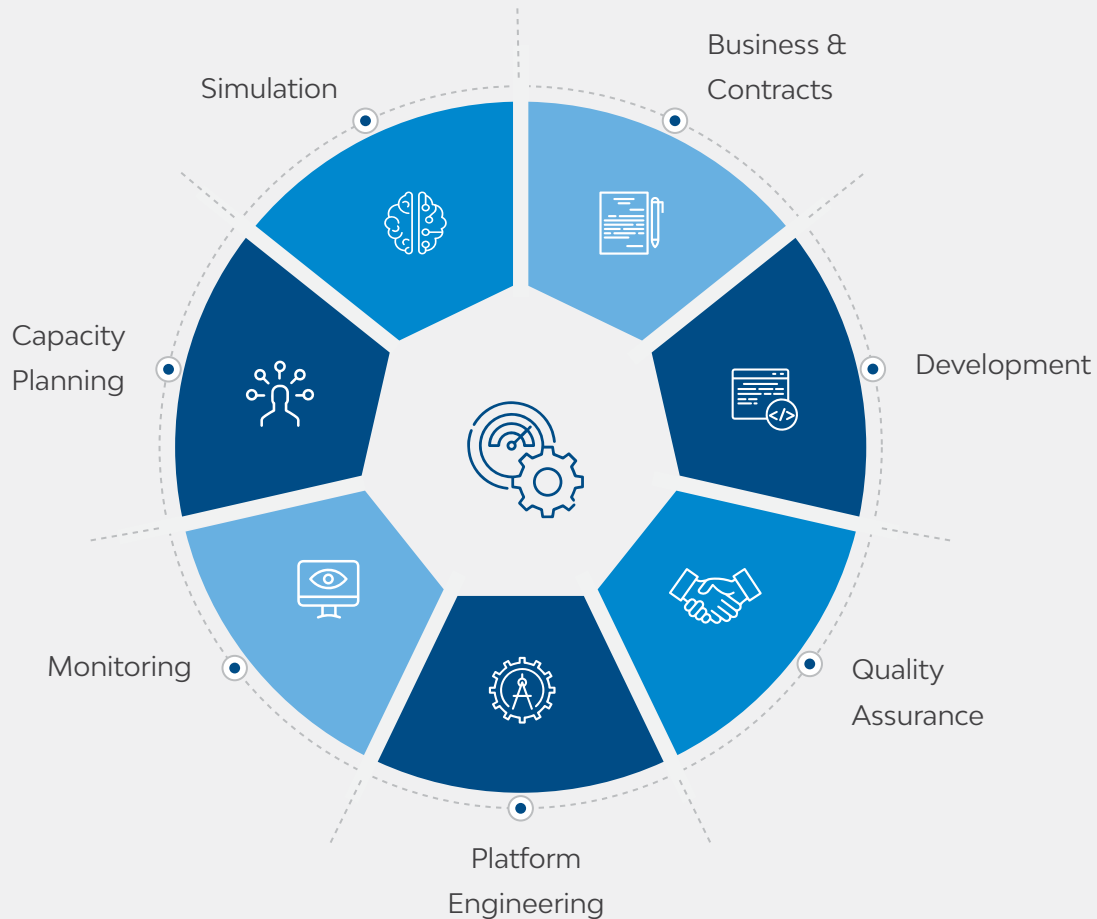 Simulation
Business &
Contracts
Capacity
Planning
Development
</>
Monitoring
Quality
Assurance
Platform
Engineering